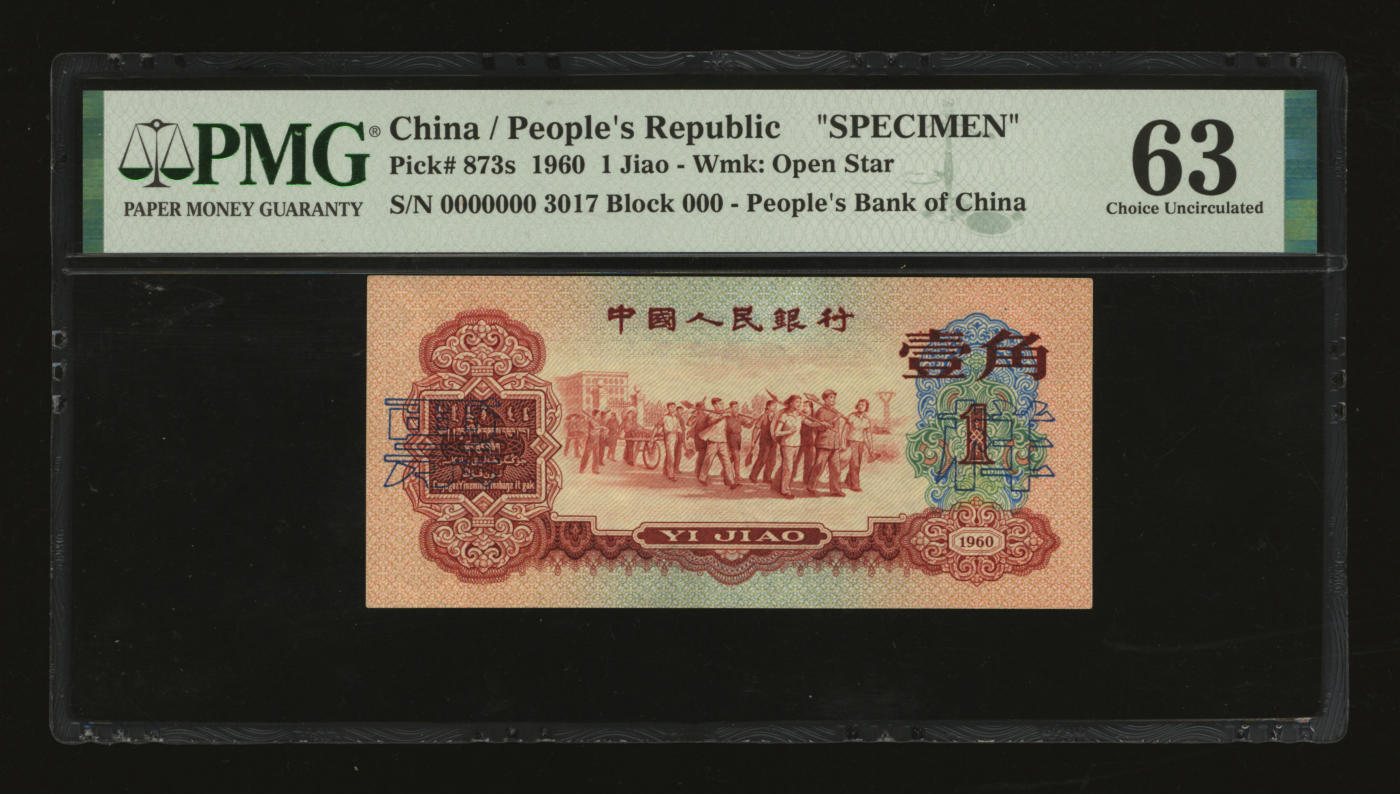 PMG®
PAPER MONEY GUARANTY
China / People's Republic "SPECIMEN"
Pick# 873s 1960 1 Jiao - Wmk: Open Star
S/N 0000000 3017 Block 000 - People's Bank of China
63
Choice Uncirculated
中國人民銀行
壹角
票 樣
1
YI JIAO
1960